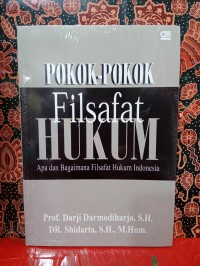 POKOK-POKOK
Filsafat
HUKUM
Apa dan Bagaimana Filsafat Hukum Indonesia
Prof. Darji Darmodiharjo, S.H.
DR. Shidarta, S.H., M.Hum.